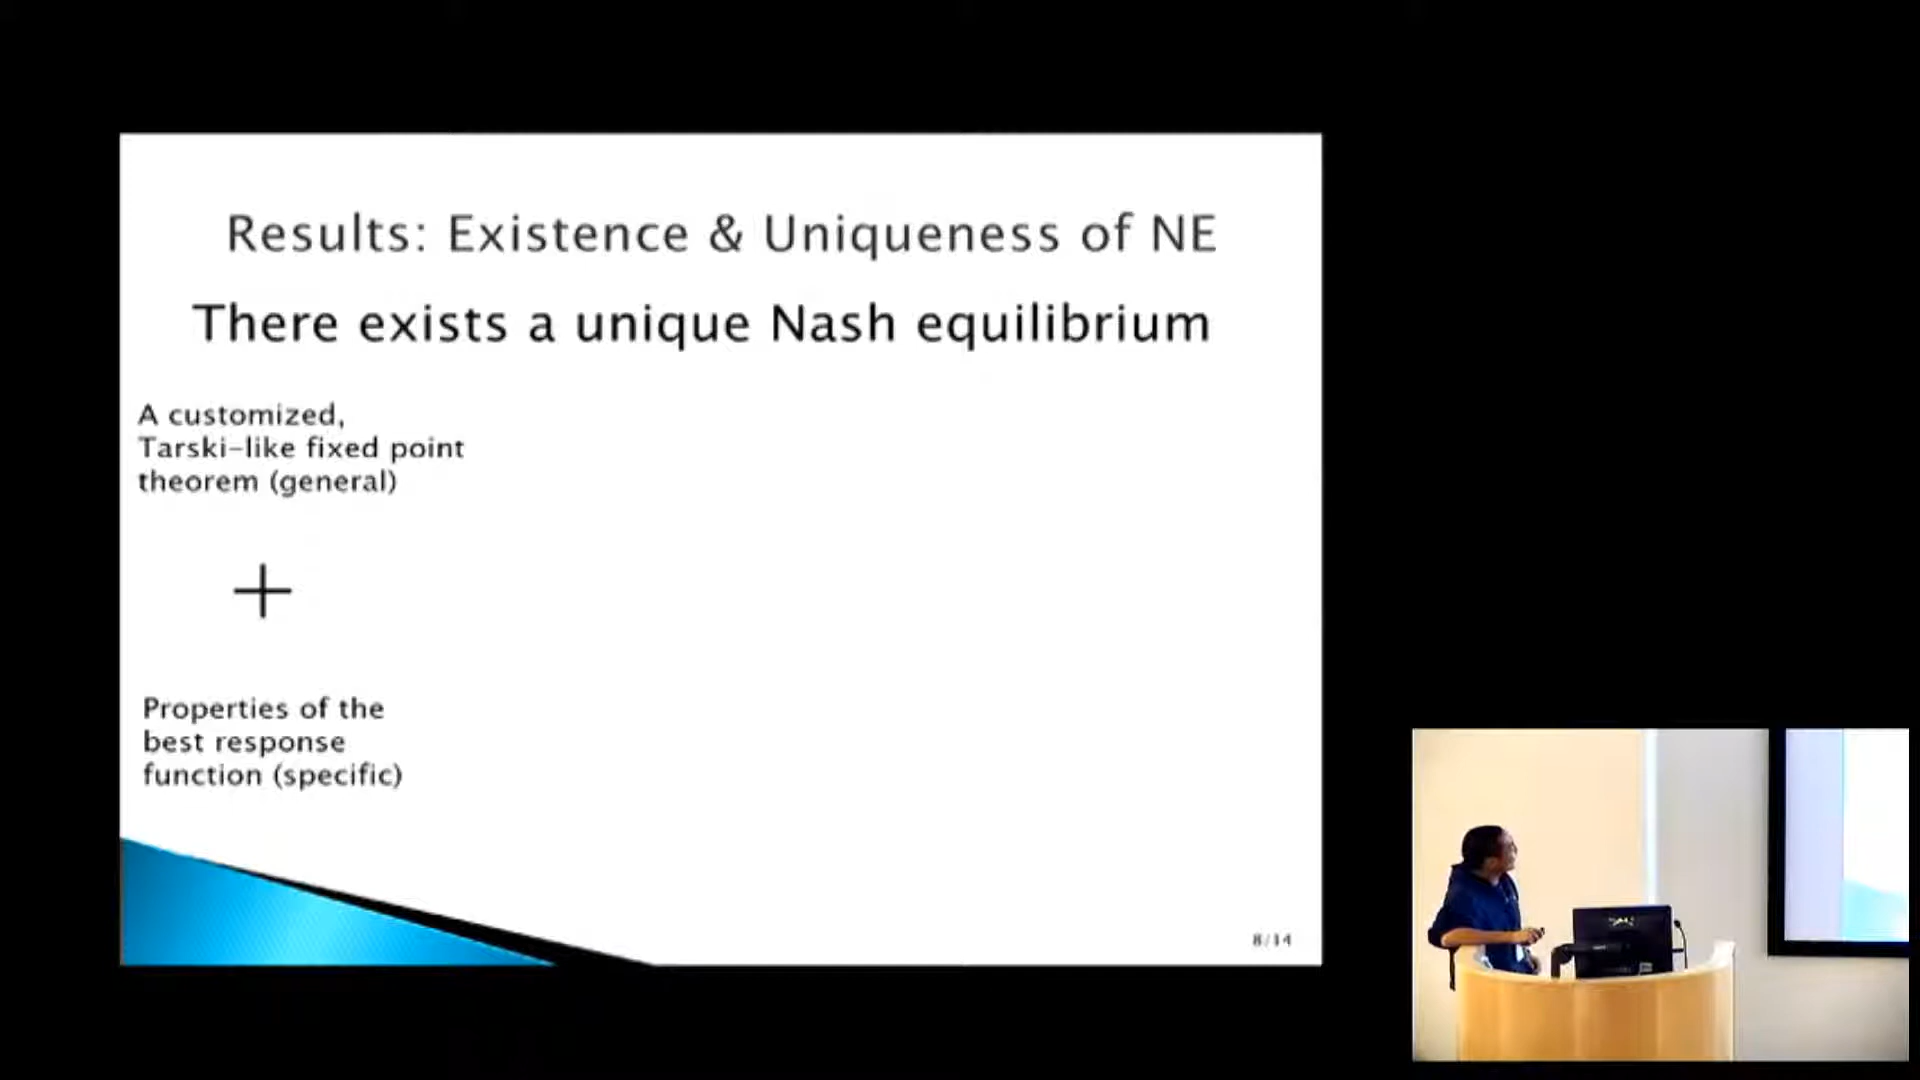 Results: Existence & Uniqueness of NE
There exists a unique Nash equilibrium
A customized,
Tarski-like fixed point
theorem (general)
+
Properties of the
best response
function (specific)
8/14